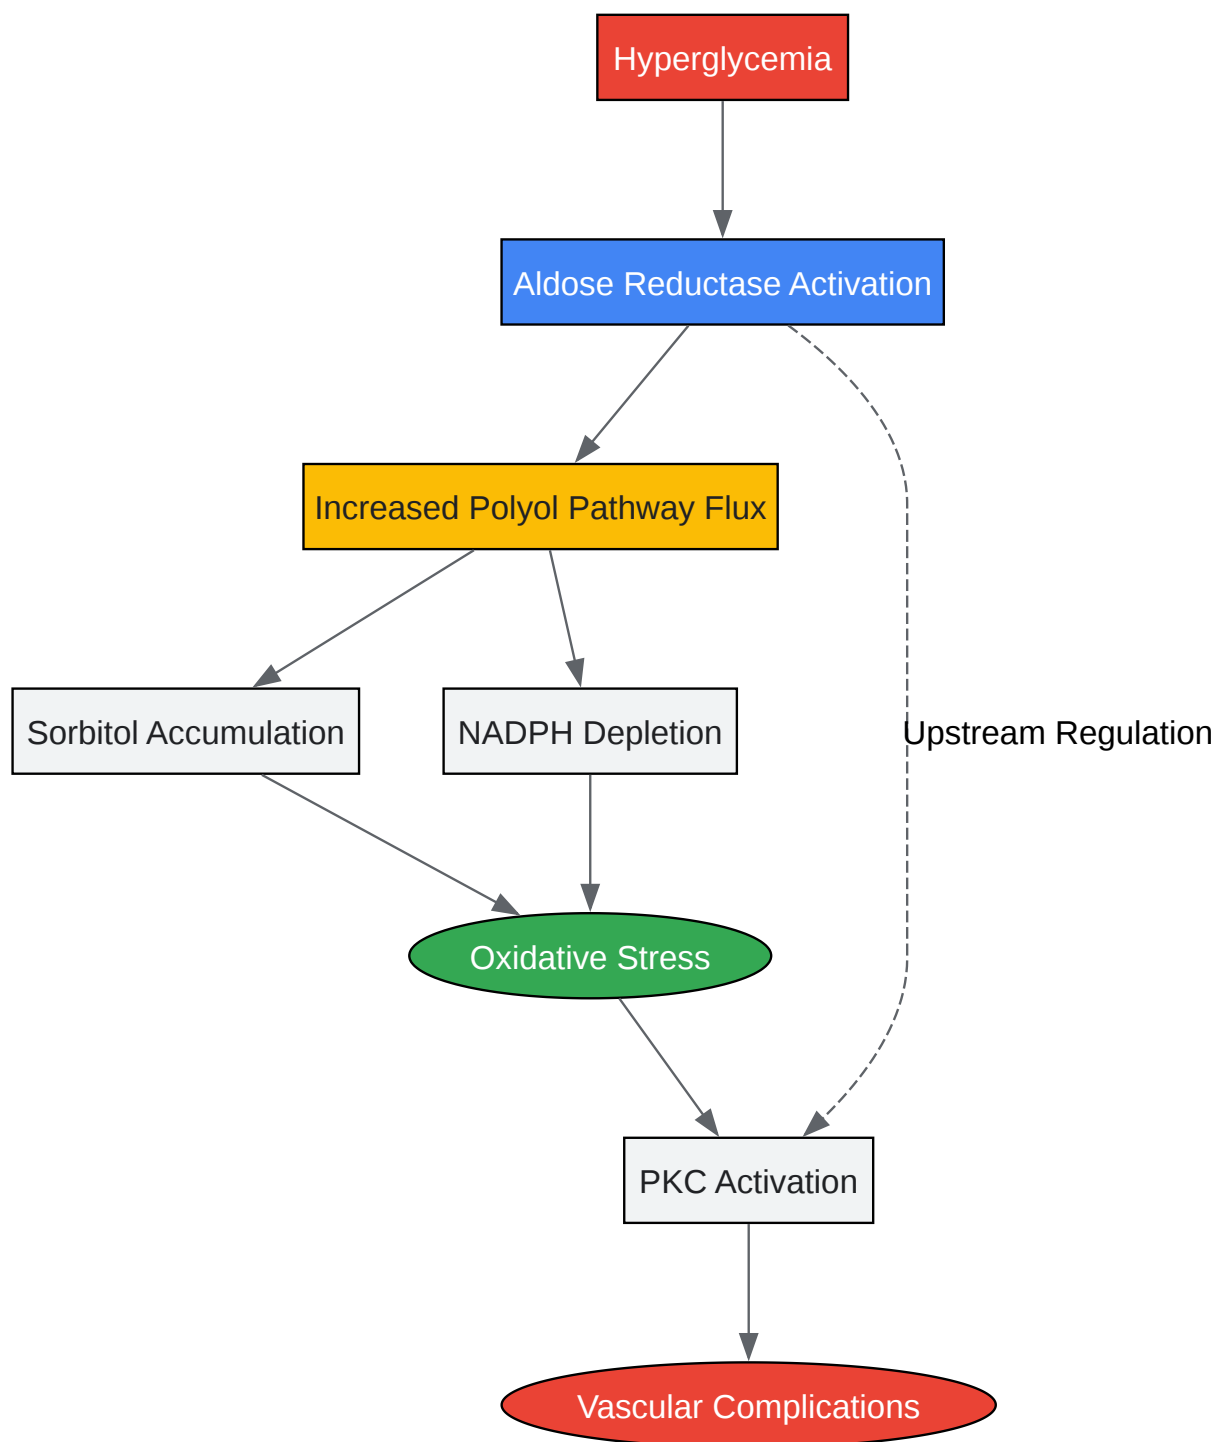 Hyperglycemia
Aldose Reductase Activation
Increased Polyol Pathway Flux
Sorbitol Accumulation
NADPH Depletion
Upstream Regulation
Oxidative Stress
PKC Activation
Vascular Complications